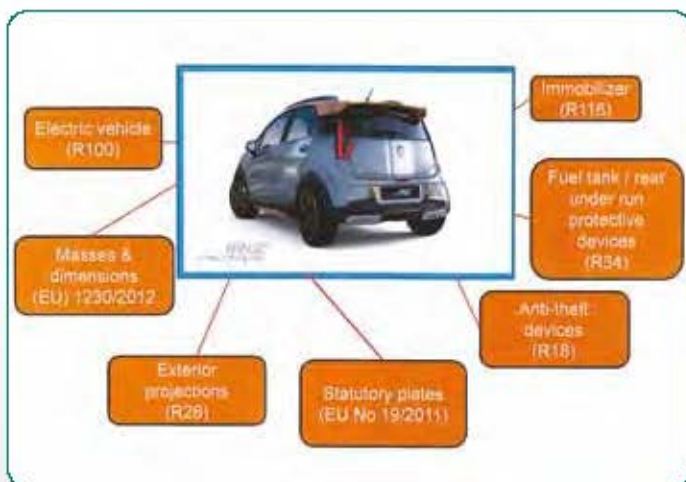 Electric vehicle
(R100)
Masses &
dimensions
(EU) 1230/2012
Exterior
projections
(R26)
Statutory plates
(EU No 19/2011)
Anti-theft
devices
(R18)
Fuel tank / rear
under run
protective
devices
(R34)
Immobilizer
(R116)